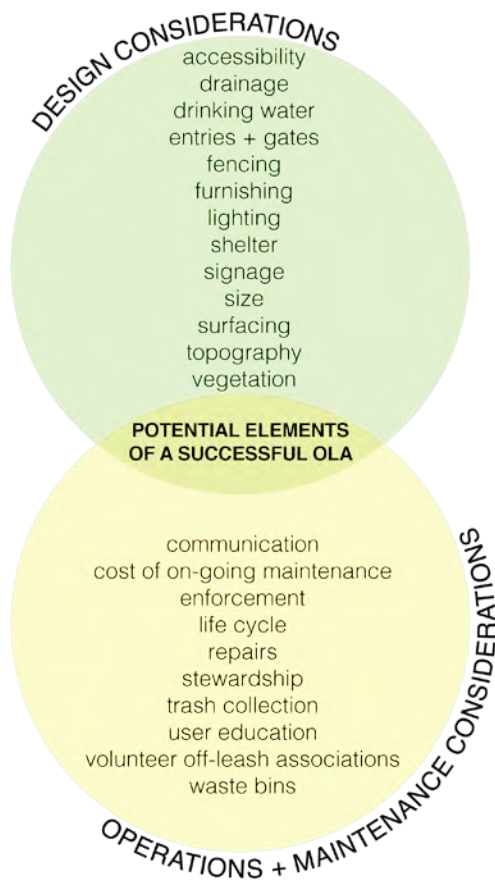 DESIGN CONSIDERATIONS
accessibility
drainage
drinking water
entries + gates
fencing
furnishing
lighting
shelter
signage
size
surfacing
topography
vegetation
POTENTIAL ELEMENTS
OF A SUCCESSFUL OLA
communication
cost of on-going maintenance
enforcement
life cycle
repairs
stewardship
trash collection
user education
volunteer off-leash associations
waste bins
OPERATIONS + MAINTENANCE CONSIDERATIONS